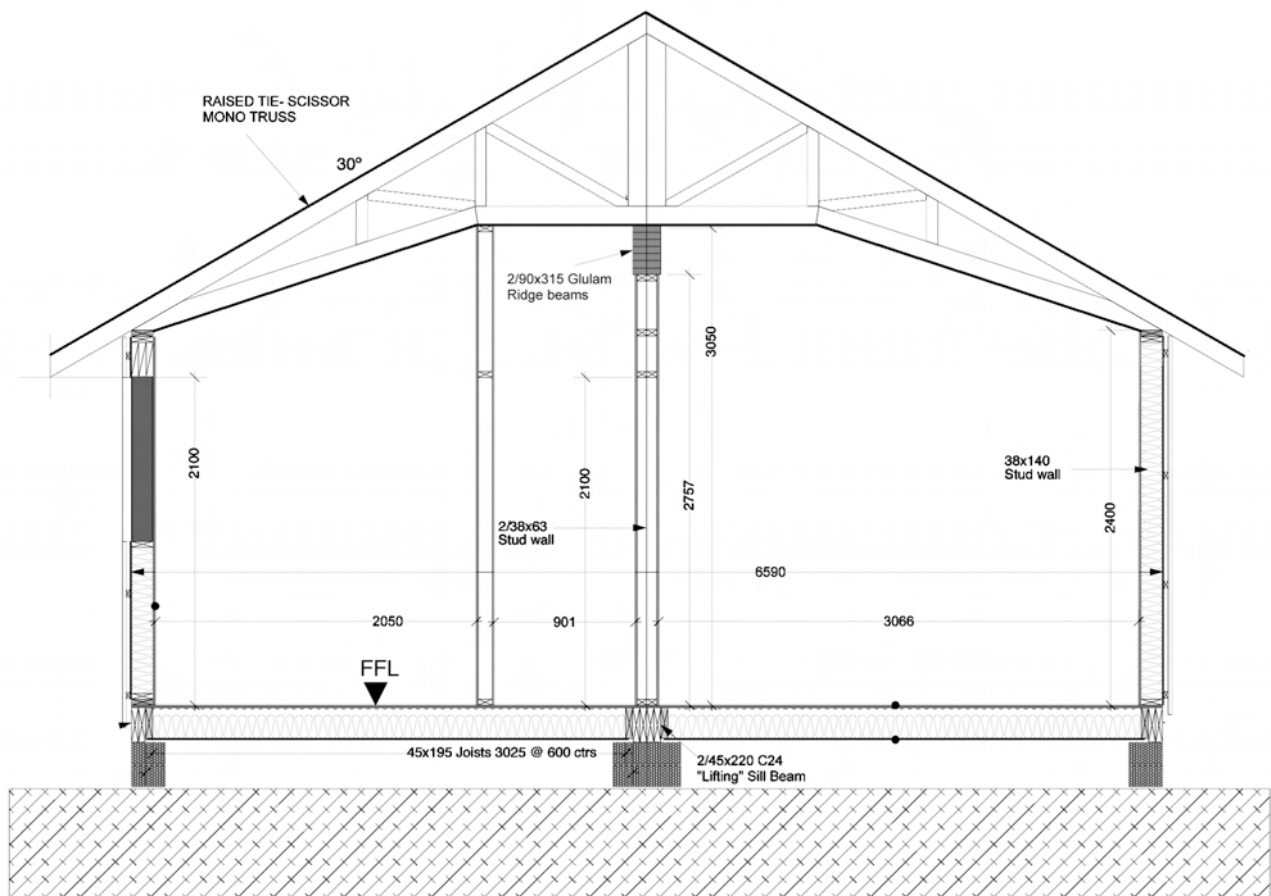 RAISED TIE- SCISSOR
MONO TRUSS
30°
2/90x315 Glulam
Ridge beams
3050
2100
2100
2757
38x140
Stud wall
2400
2/38x63
Stud wall
6590
2050
901
3066
FFL
45x195 Joists 3025 @ 600 ctrs
2/45x220 C24
"Lifting" Sill Beam